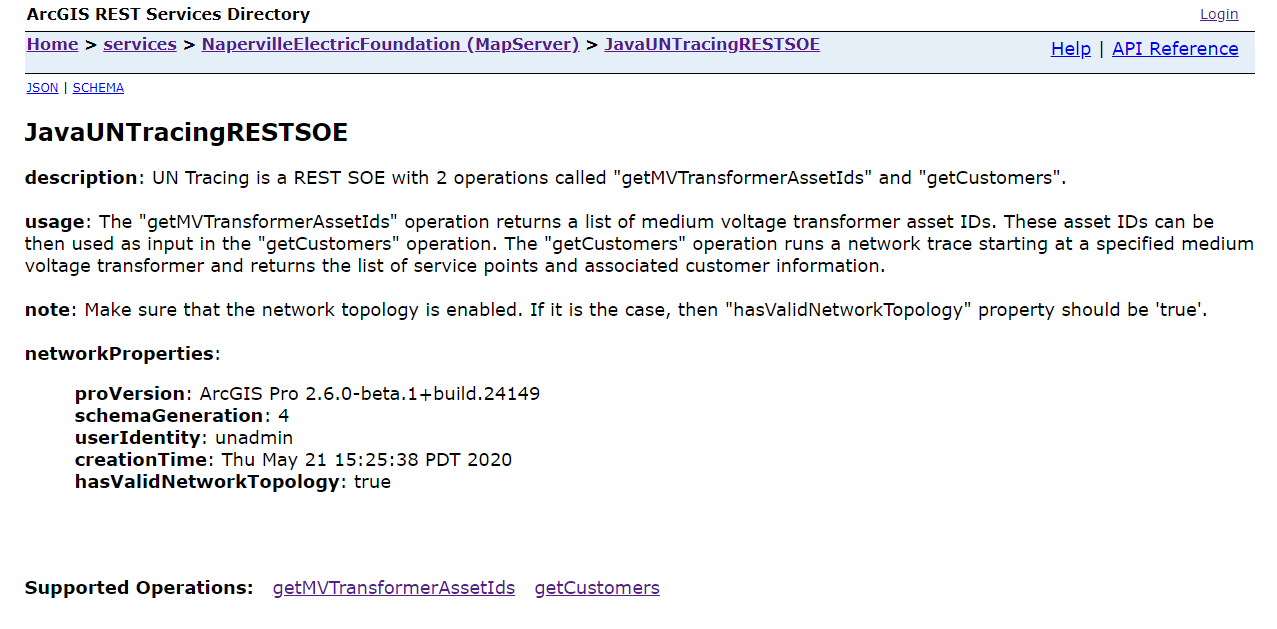 ArcGIS REST Services Directory Login
Home > services > NapervilleElectricFoundation (MapServer) > JavaUNTracingRESTSOE Help | API Reference
JSON | SCHEMA
JavaUNTracingRESTSOE
description: UN Tracing is a REST SOE with 2 operations called "getMVTransformerAssetIds" and "getCustomers".
usage: The "getMVTransformerAssetIds" operation returns a list of medium voltage transformer asset IDs. These asset IDs can be
then used as input in the "getCustomers" operation. The "getCustomers" operation runs a network trace starting at a specified medium
voltage transformer and returns the list of service points and associated customer information.
note: Make sure that the network topology is enabled. If it is the case, then "hasValidNetworkTopology" property should be 'true'.
networkProperties:
proVersion: ArcGIS Pro 2.6.0-beta.1+build.24149
schemaGeneration: 4
userIdentity: unadmin
creationTime: Thu May 21 15:25:38 PDT 2020
hasValidNetworkTopology: true
Supported Operations: getMVTransformerAssetIds getCustomers